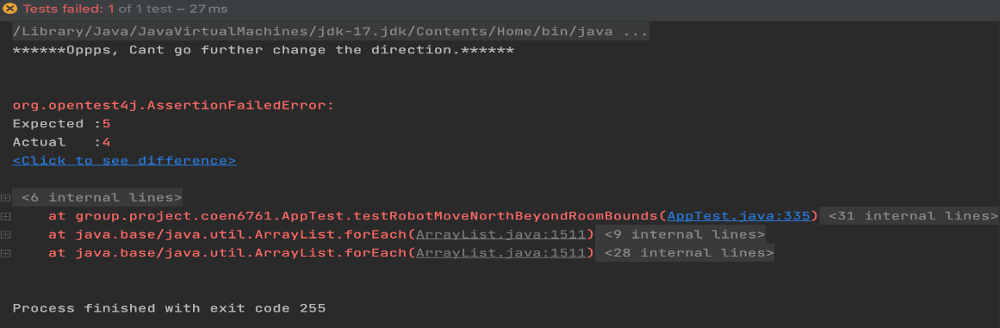 Tests failed: 1 of 1 test – 27 ms
/Library/Java/JavaVirtualMachines/jdk-17.jdk/Contents/Home/bin/java ...
******Oppps, Cant go further change the direction.******
org.opentest4j.AssertionFailedError:
Expected :5
Actual   :4
<Click to see difference>
<6 internal lines>
at group.project.coen6761.AppTest.testRobotMoveNorthBeyondRoomBounds(AppTest.java:335) <31 internal lines>
at java.base/java.util.ArrayList.forEach(ArrayList.java:1511) <9 internal lines>
at java.base/java.util.ArrayList.forEach(ArrayList.java:1511) <28 internal lines>
Process finished with exit code 255